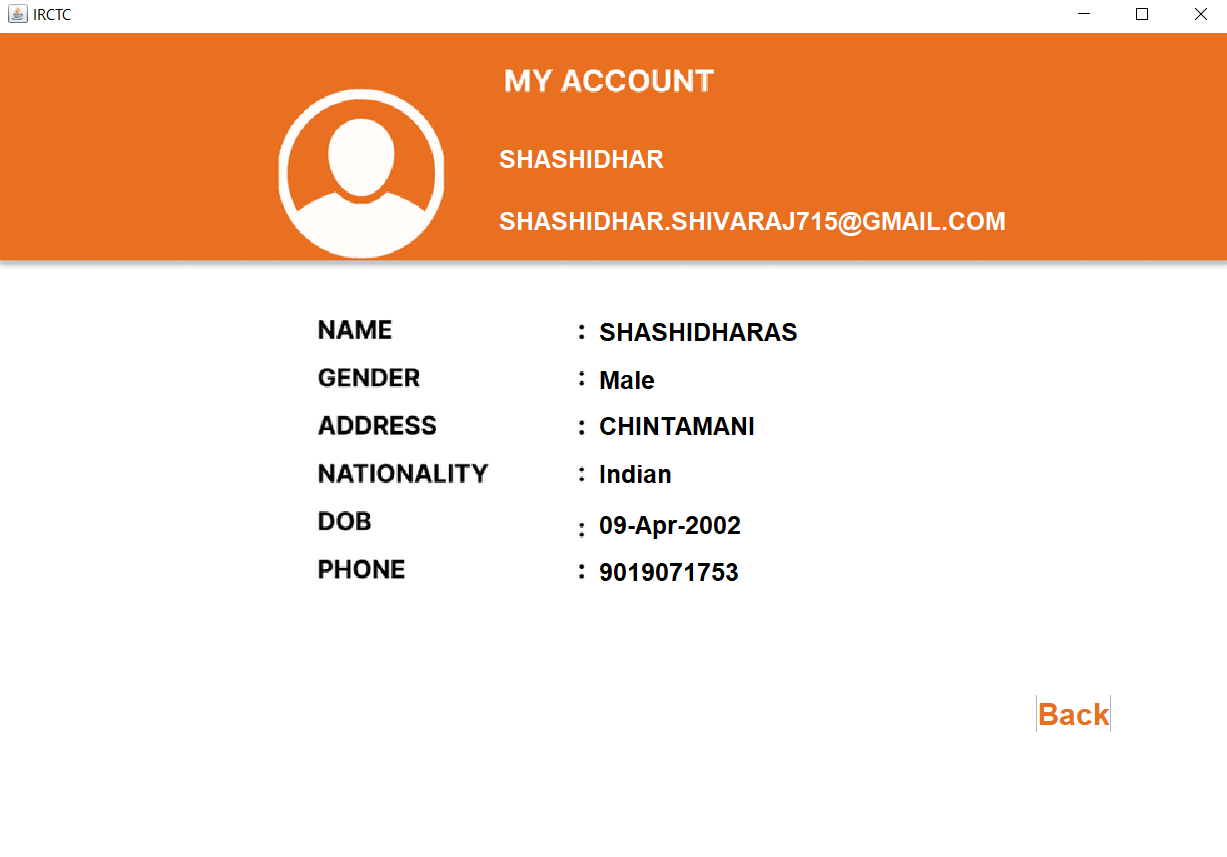 IRCTC
MY ACCOUNT
SHASHIDHAR
SHASHIDHAR.SHIVARAJ715@GMAIL.COM
NAME : SHASHIDHARAS
GENDER : Male
ADDRESS : CHINTAMANI
NATIONALITY : Indian
DOB : 09-Apr-2002
PHONE : 9019071753
Back